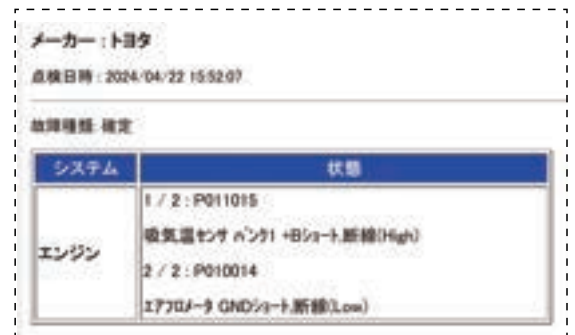 メーカー : トヨタ
点検日時 : 2024/04/22 15:52:07
故障種類: 確定
システム 状態
1 / 2 : P011015
吸気温センサ バンク1 +Bショート,断線(High)
エンジン
2 / 2 : P010014
エアフロメータ GNDショート,断線(Low)